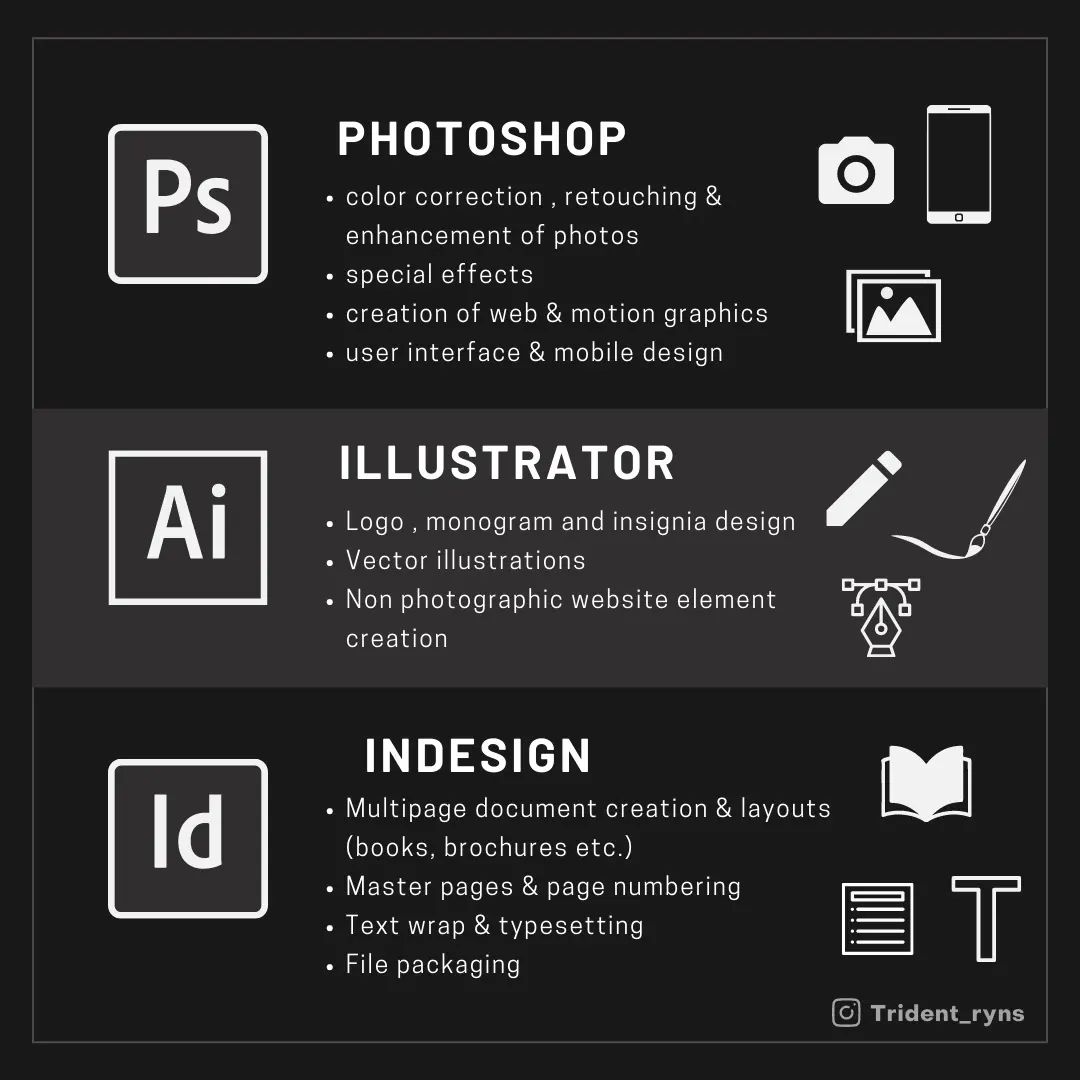 Ps
PHOTOSHOP
• color correction , retouching &
enhancement of photos
• special effects
• creation of web & motion graphics
• user interface & mobile design
Ai
ILLUSTRATOR
• Logo , monogram and insignia design
• Vector illustrations
• Non photographic website element
creation
Id
INDESIGN
• Multipage document creation & layouts
(books, brochures etc.)
• Master pages & page numbering
• Text wrap & typesetting
• File packaging
T
Trident_ryns